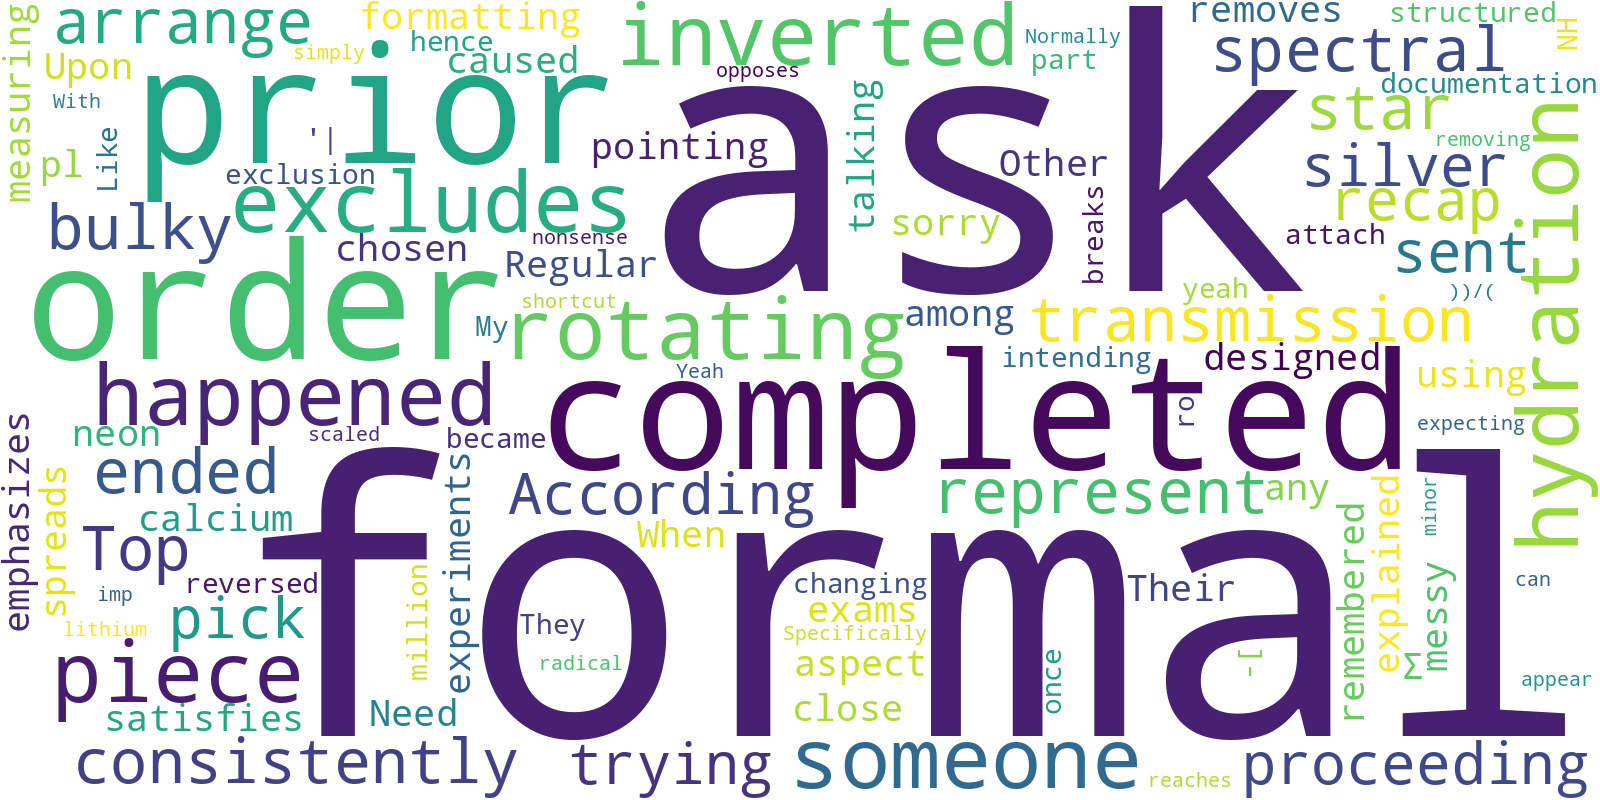 measuring
arrange
formatting
simply
hence
caused
inverted
Normally
part
removes
structured
NH
spectral
documentation
Upon
With
prior
opposes
ask
star
removing
pl
Like
'|
exclusion
excludes
pointing
talking
Other
silver
recap
hydration
bulky
chosen
nonsense
Regular
sorry
breaks
attach
sent
order
shortcut
My
rotating
among
yeah
))/(
transmission
happened
Yeah
completed
intending
designed
using
ro
expecting
emphasizes
neon
scaled
became
ended
spreads
calcium
Top
experiments
According
represent
any
When
formal
remembered
explained
minor
messy
imp
reversed
million
changing
Their
can
lithium
pick
They
exams
Specifically
radical
aspect
once
-[
Σ
appear
piece
satisfies
Need
close
consistently
trying
someone
reaches
proceeding